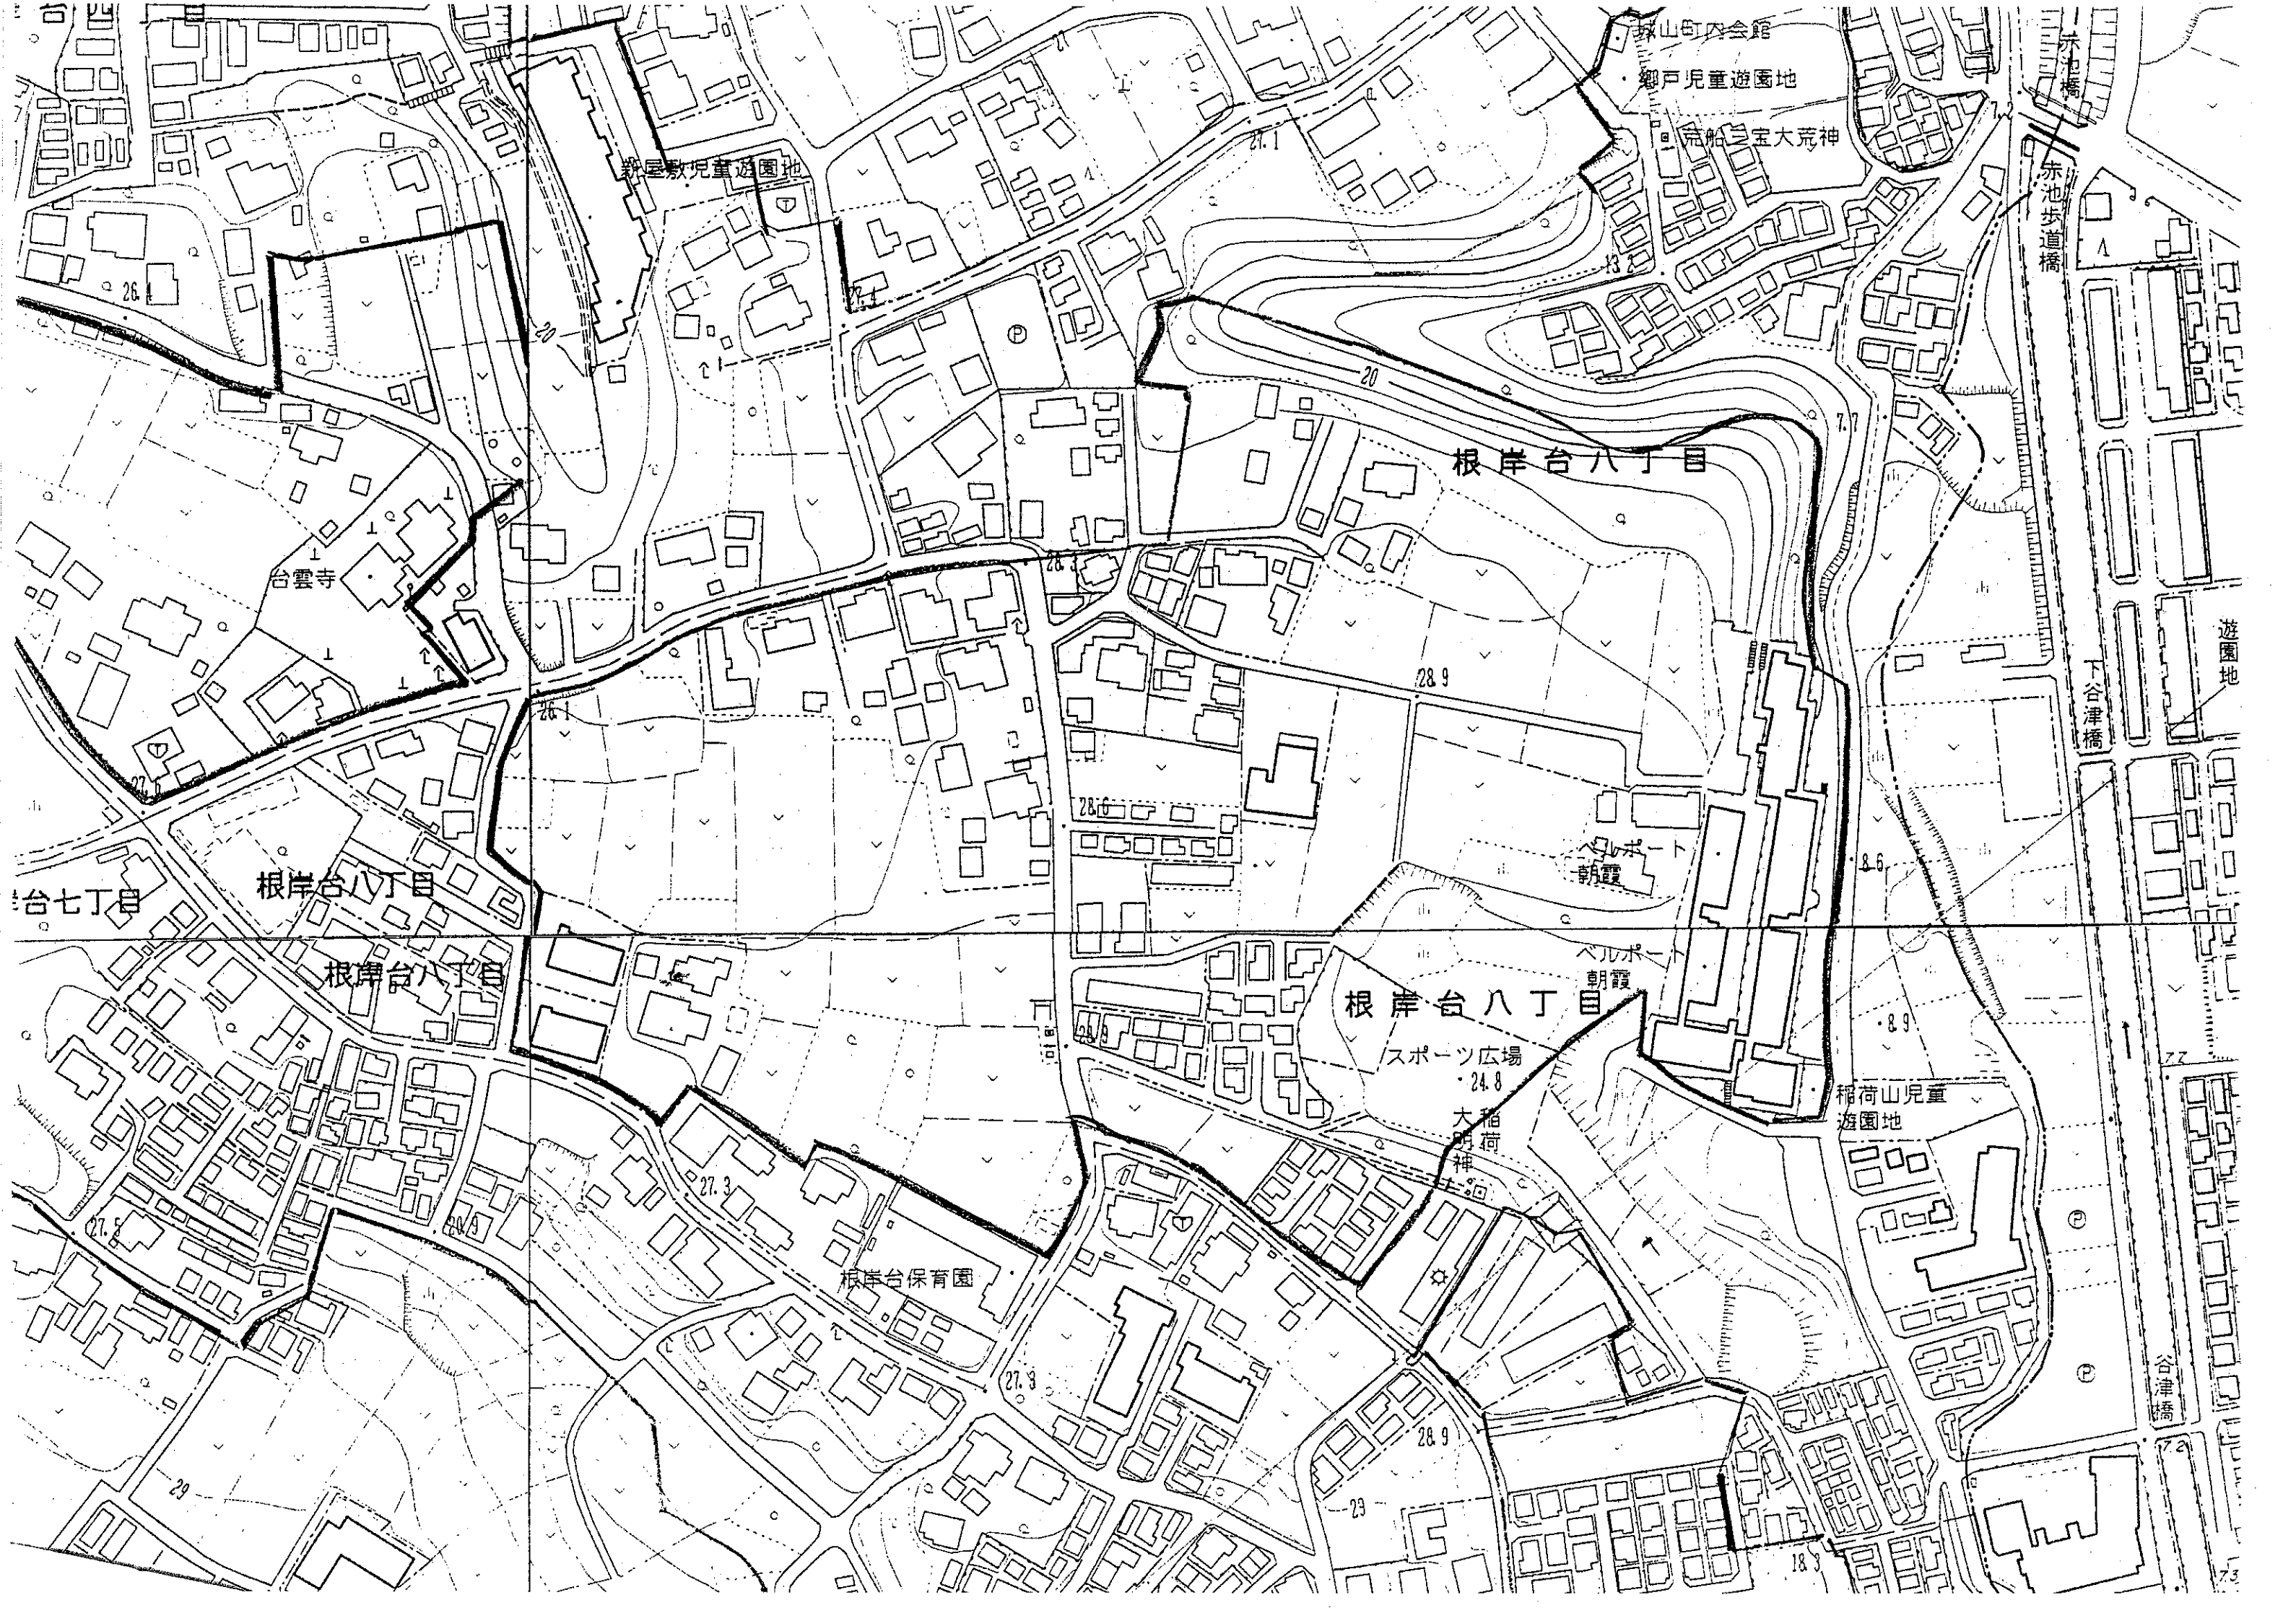 台四丁目
城山町内会館
郷戸児童遊園地
荒船三宝大荒神
赤池橋
21
27.1
新屋敷児童遊園地
赤池歩道橋
13.2
26.1
27.4
20
20
7.7
根岸台八丁目
28.3
台雲寺
遊園地
28.9
下谷津橋
26.1
27.5
28.6
ベルポート
朝霞
8.6
根岸台八丁目
台七丁目
根岸台八丁目
ベルポート
朝霞
根岸台八丁目
8.9
スポーツ広場
24.8
7.7
稲荷山児童
遊園地
稲荷
大明神
27.3
27.5
根岸台保育園
27.3
谷津橋
28.9
7.2
29
29
18.3
7.3